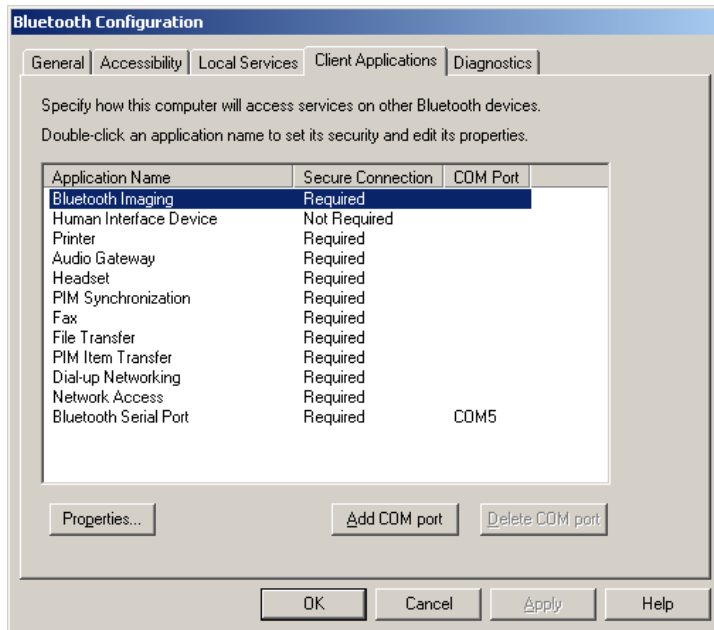 Bluetooth Configuration
General Accessibility Local Services Client Applications Diagnostics
Specify how this computer will access services on other Bluetooth devices.
Double-click an application name to set its security and edit its properties.
Application Name Secure Connection COM Port
Bluetooth Imaging Required
Human Interface Device Not Required
Printer Required
Audio Gateway Required
Headset Required
PIM Synchronization Required
Fax Required
File Transfer Required
PIM Item Transfer Required
Dial-up Networking Required
Network Access Required
Bluetooth Serial Port Required COM5
Properties... Add COM port Delete COM port
OK Cancel Apply Help